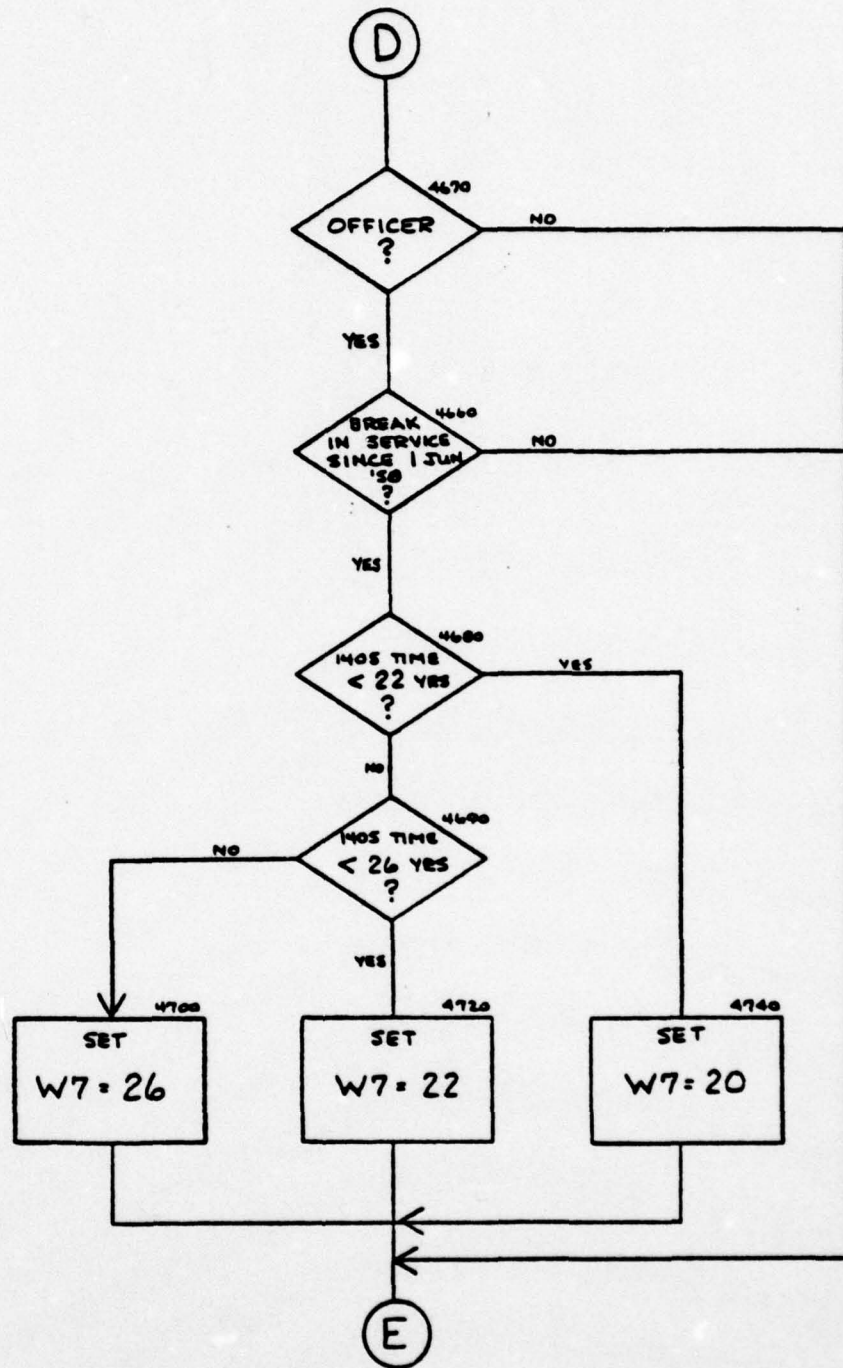 D
4670
OFFICER
?
NO
YES
4660
BREAK
IN SERVICE
SINCE 1 JUN
'58
?
NO
YES
4680
1405 TIME
< 22 YRS
?
YES
NO
4690
1405 TIME
< 26 YRS
?
NO
YES
4700
SET
W7 = 26
4720
SET
W7 = 22
4740
SET
W7 = 20
E